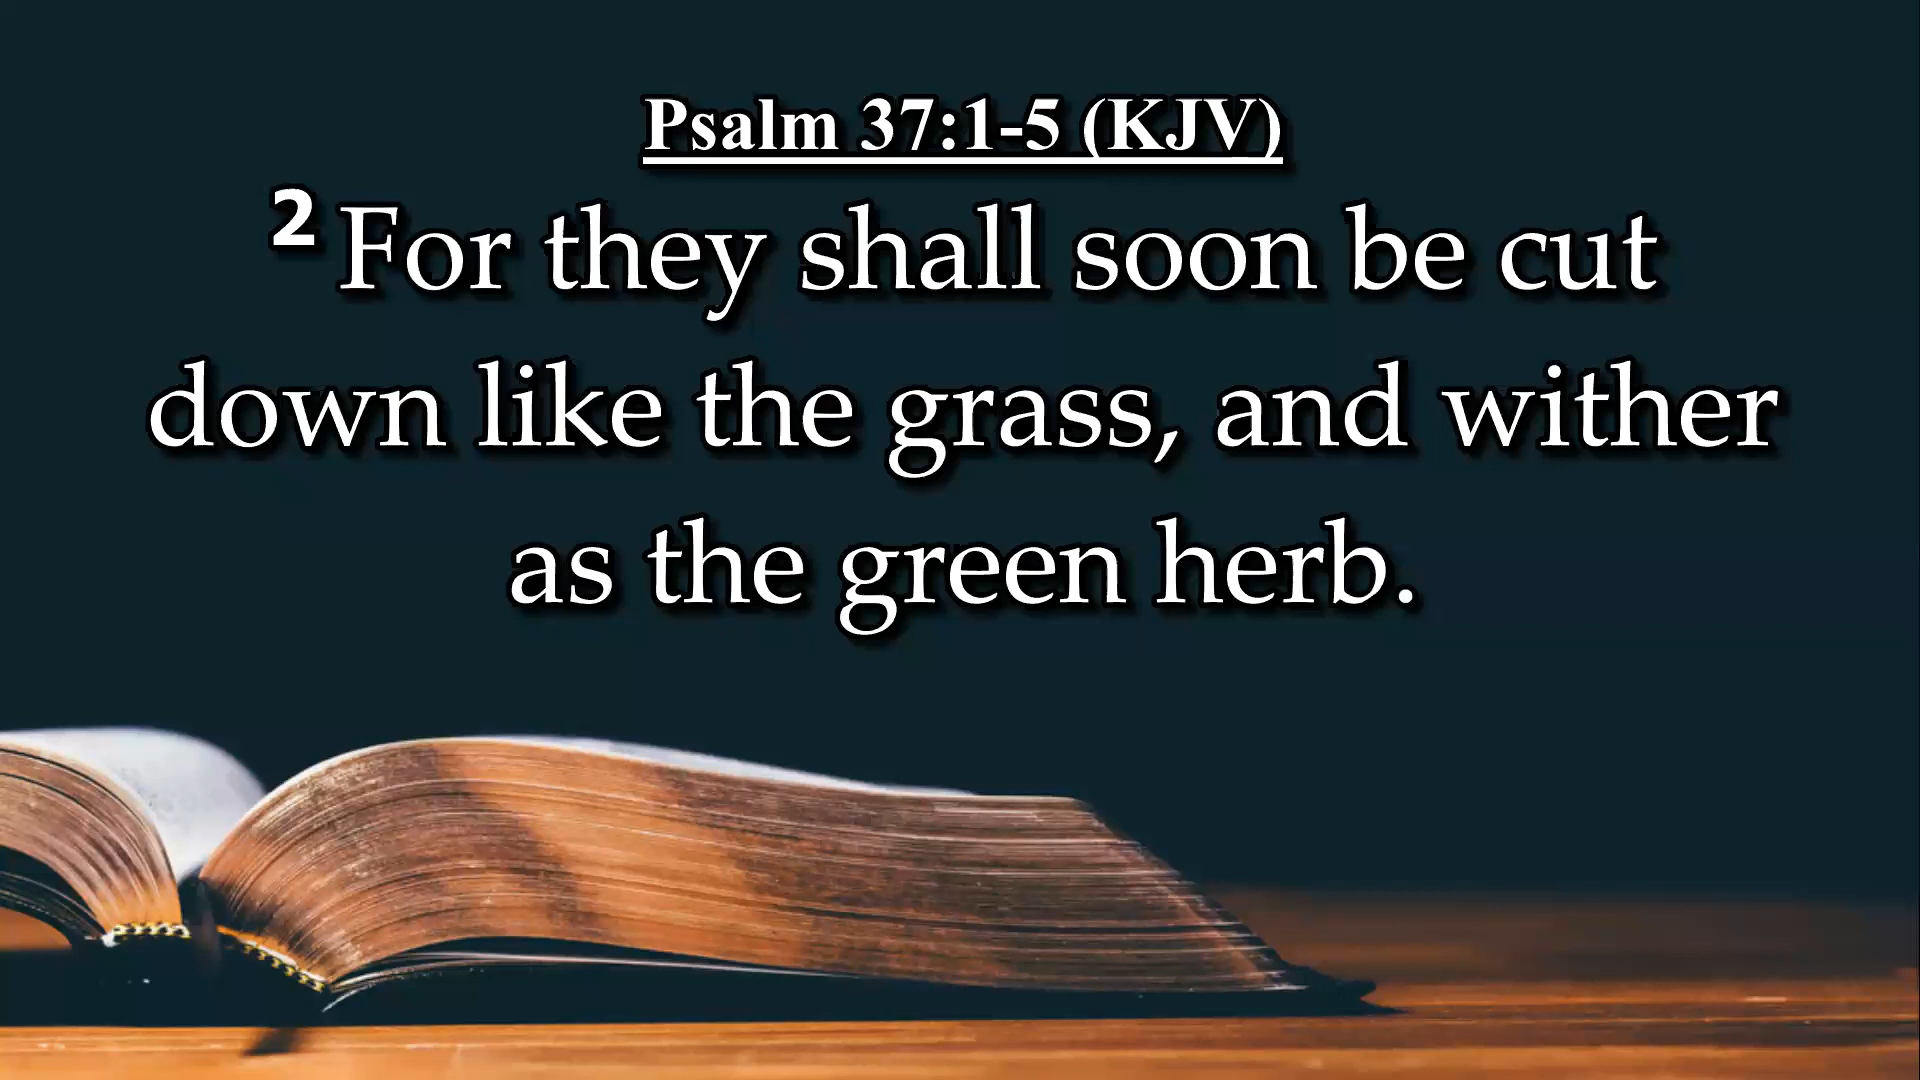 Psalm 37:1-5 (KJV)
2 For they shall soon be cut
down like the grass, and wither
as the green herb.